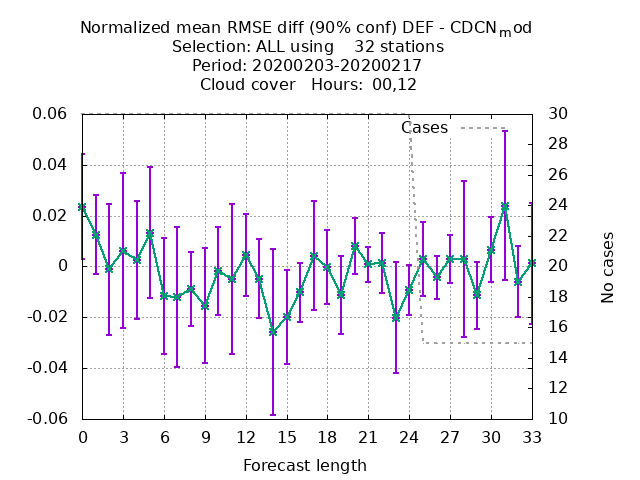 Normalized mean RMSE diff (90% conf) DEF - CDCNmod
Selection: ALL using    32 stations
Period: 20200203-20200217
Cloud cover   Hours:  00,12
0.06
0.04
0.02
0
-0.02
-0.04
-0.06
30
28
26
24
22
20
18
16
14
12
10
Cases
No cases
0 3 6 9 12 15 18 21 24 27 30 33
Forecast length